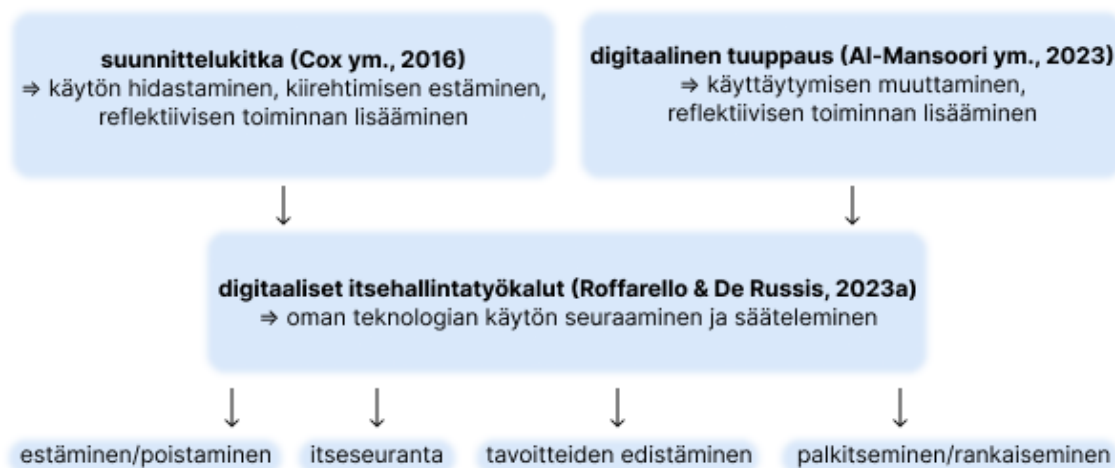 suunnittelukitka (Cox ym., 2016)
⇒ käytön hidastaminen, kiirehtimisen estäminen,
reflektiivisen toiminnan lisääminen
digitaalinen tuuppaus (Al-Mansoori ym., 2023)
⇒ käyttäytymisen muuttaminen,
reflektiivisen toiminnan lisääminen
digitaaliset itsehallintatyökalut (Roffarello & De Russis, 2023a)
⇒ oman teknologian käytön seuraaminen ja sääteleminen
estäminen/poistaminen
itseseuranta
tavoitteiden edistäminen
palkitseminen/rankaiseminen